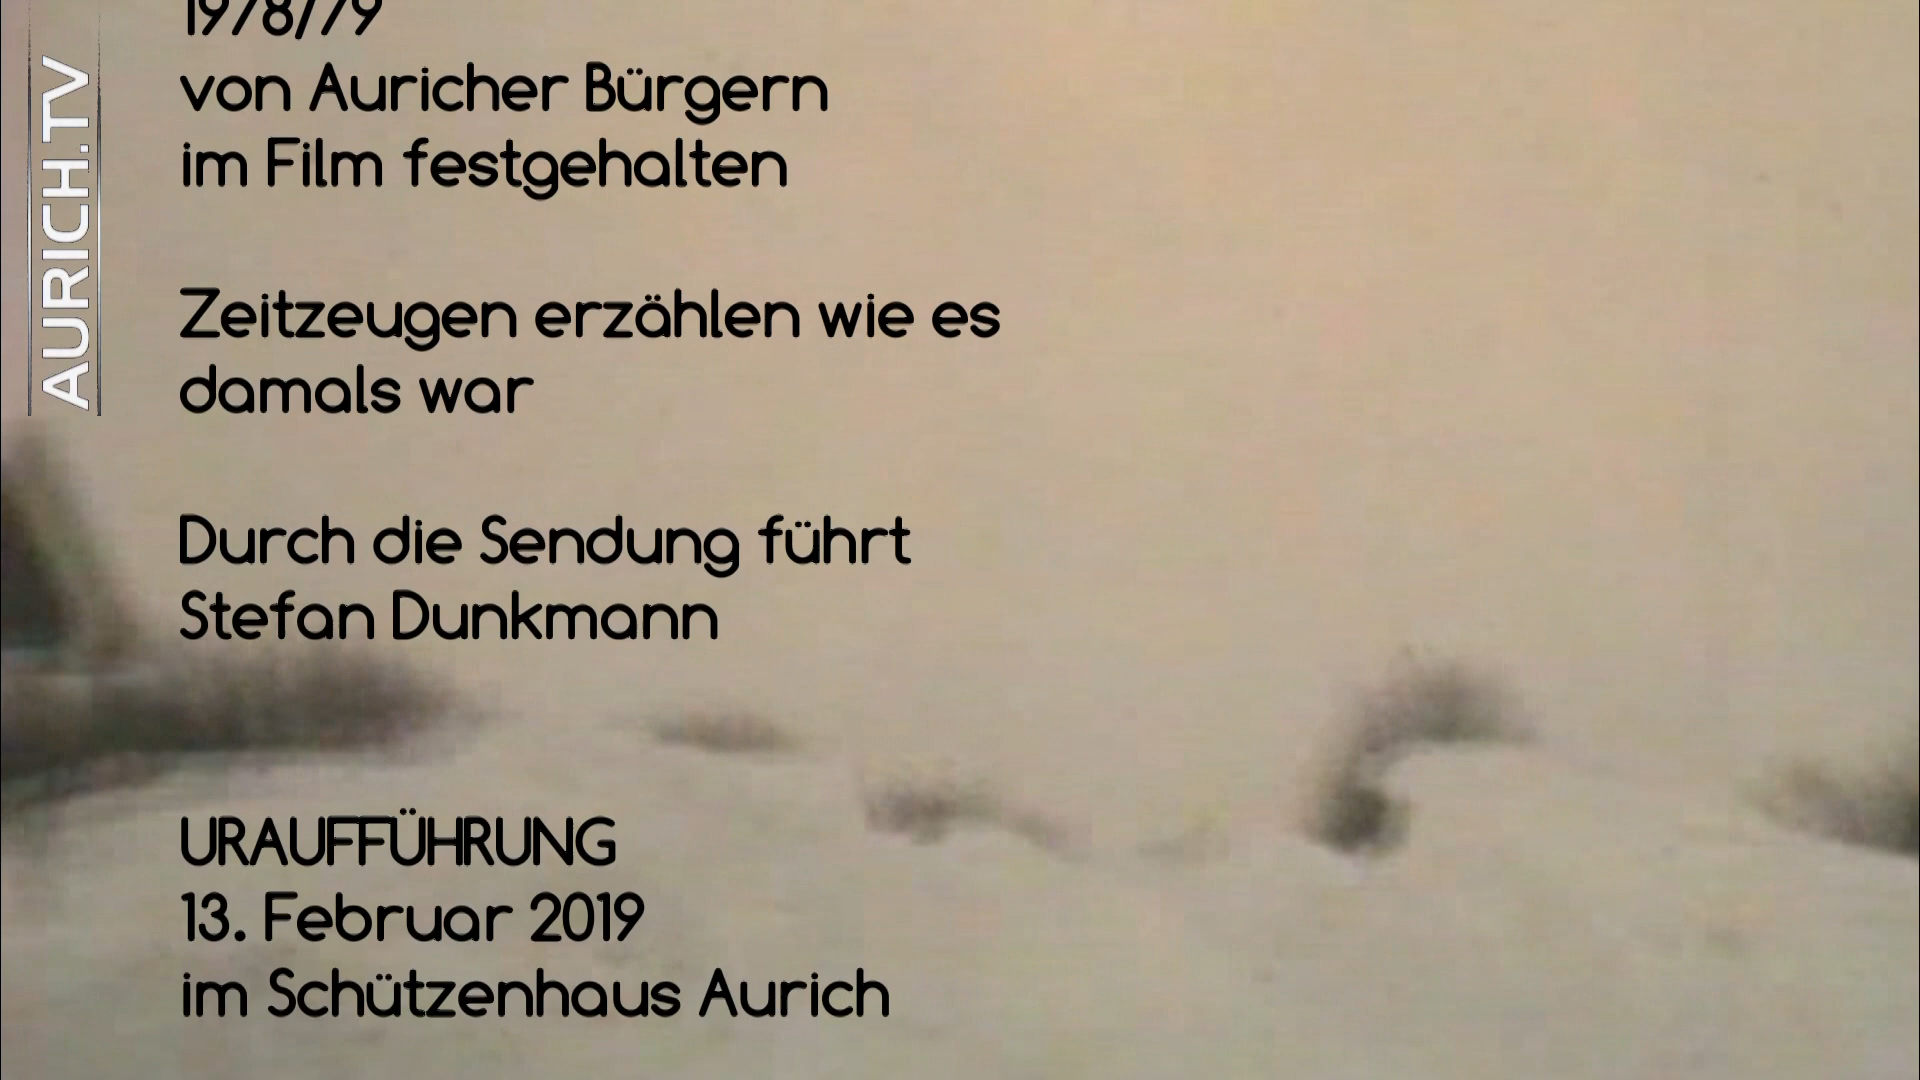 1978/79
von Auricher Bürgern
im Film festgehalten
Zeitzeugen erzählen wie es
damals war
Durch die Sendung führt
Stefan Dunkmann
URAUFFÜHRUNG
13. Februar 2019
im Schützenhaus Aurich
AURICH.TV